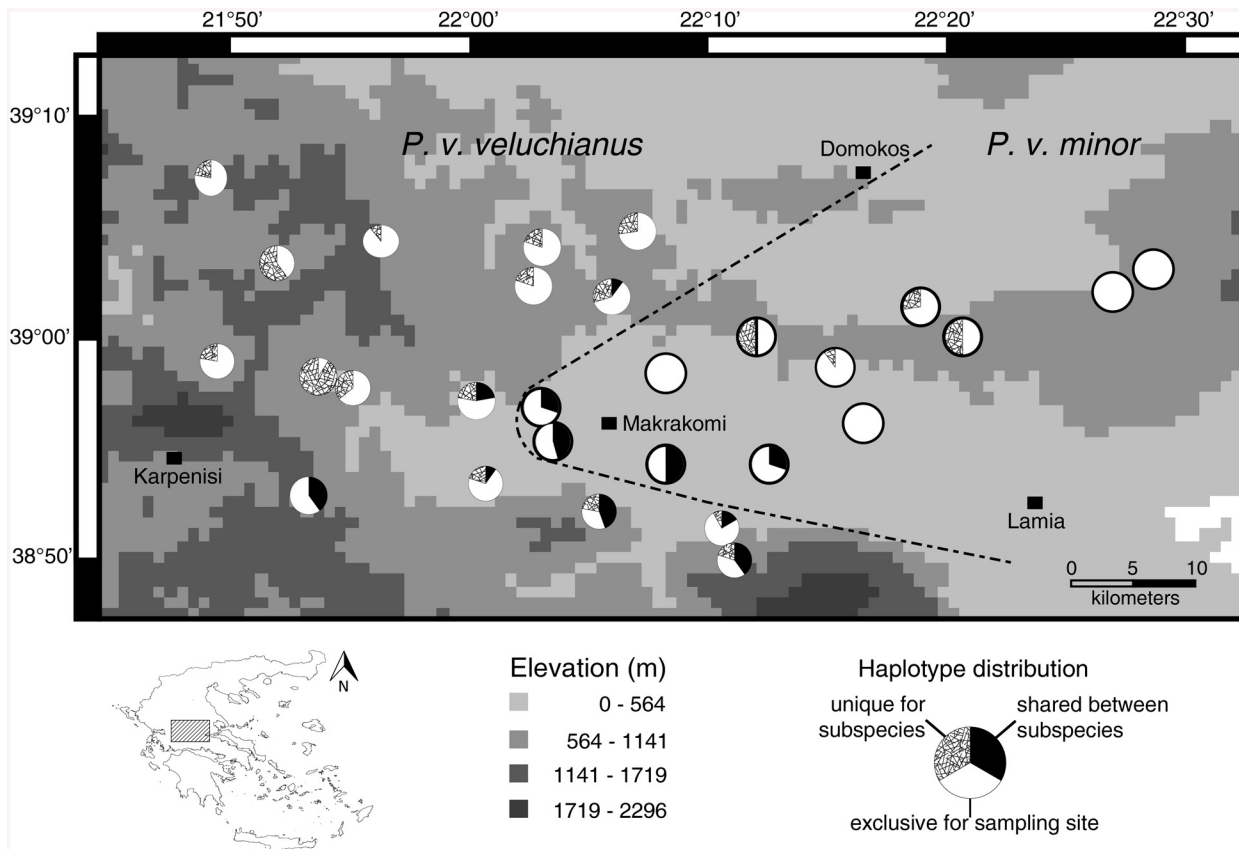 21°50’ 22°00’ 22°10’ 22°20’ 22°30’
39°10’
P. v. veluchianus
P. v. minor
Domokos
39°00’
Makrakomi
Karpenisi
Lamia
38°50’
0 5 10
kilometers
N
Elevation (m)
0 - 564
564 - 1141
1141 - 1719
1719 - 2296
Haplotype distribution
unique for
subspecies
shared between
subspecies
exclusive for sampling site